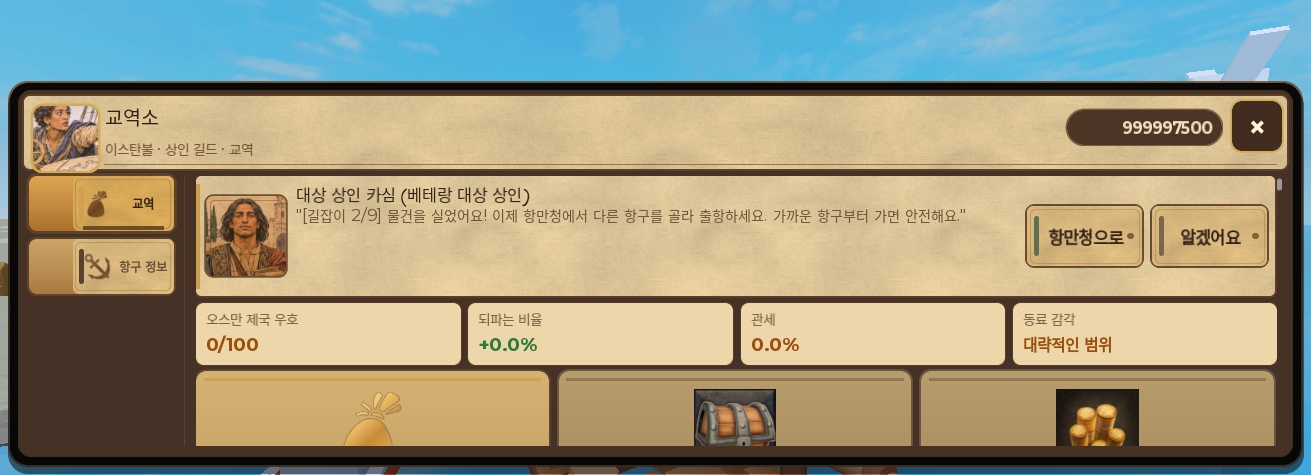 교역소
이스탄불 · 상인 길드 · 교역
999997500
×
교역
항구 정보
대상 상인 카심 (베테랑 대상 상인)
"[길잡이 2/9] 물건을 실었어요! 이제 항만청에서 다른 항구를 골라 출항하세요. 가까운 항구부터 가면 안전해요."
항만청으로
알겠어요
오스만 제국 우호
0/100
되파는 비율
+0.0%
관세
0.0%
동료 감각
대략적인 범위